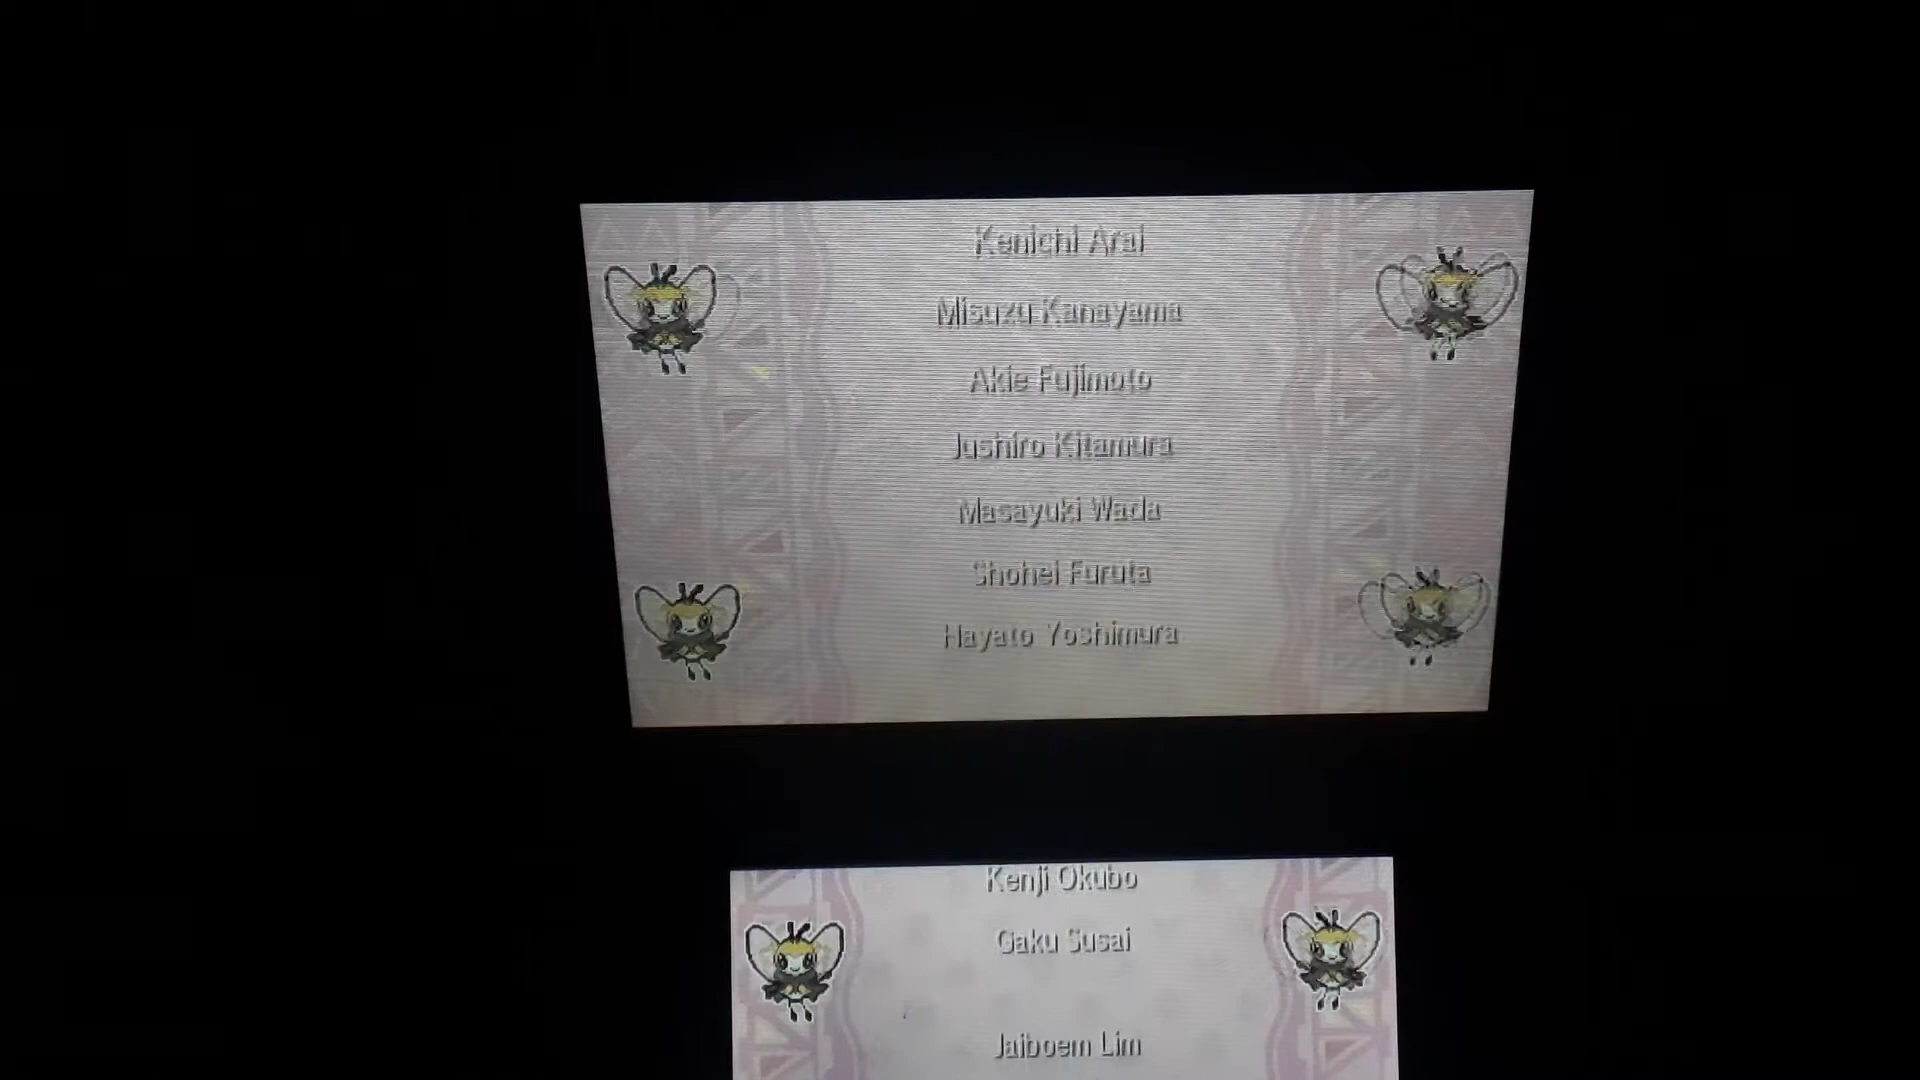 Kenichi Arai
Misuzu Kanayama
Akie Fujimoto
Jushiro Kitamura
Masayuki Wada
Shohei Furuta
Hayato Yoshimura
Kenji Okubo
Gaku Susai
Jaiboem Lim